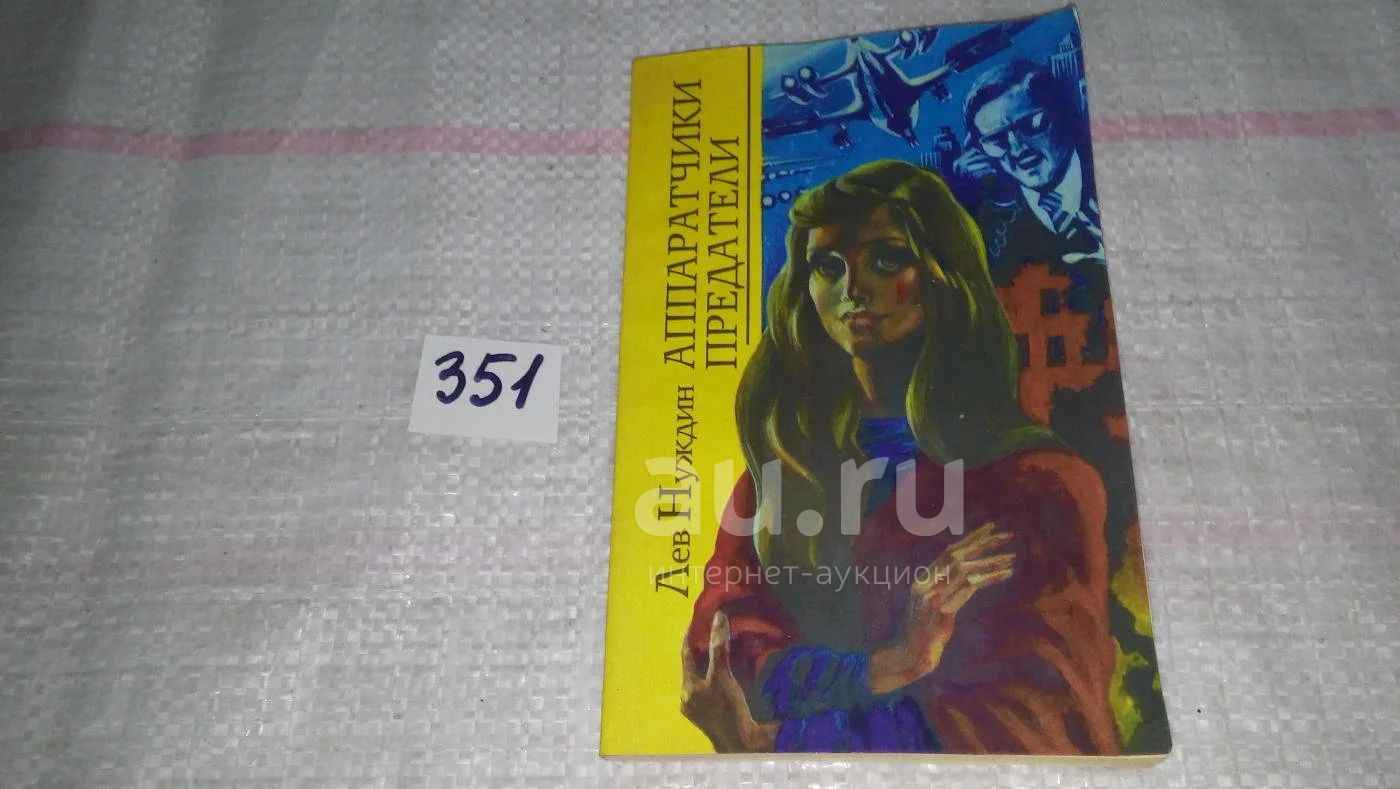 351
Лев Нуждин
АППАРАТЧИКИ
ПРЕДАТЕЛИ
au.ru
интернет-аукцион